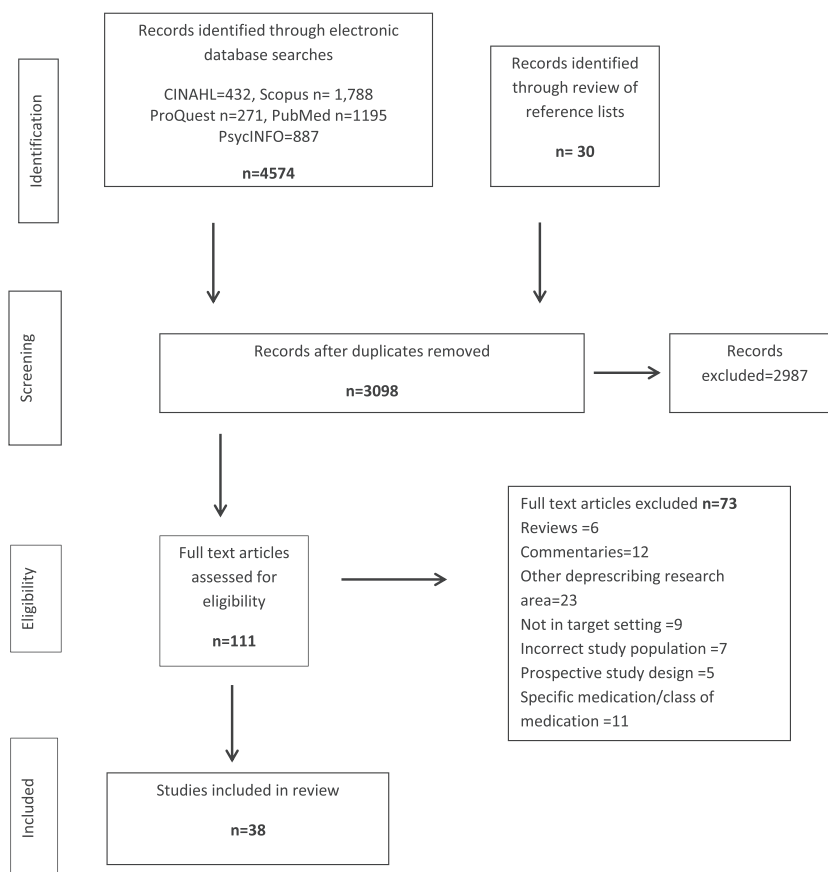 Identification
Records identified through electronic
database searches
CINAHL=432, Scopus n= 1,788
ProQuest n=271, PubMed n=1195
PsycINFO=887
n=4574
Records identified
through review of
reference lists
n= 30
Screening
Records after duplicates removed
n=3098
Records
excluded=2987
Eligibility
Full text articles
assessed for
eligibility
n=111
Full text articles excluded n=73
Reviews =6
Commentaries=12
Other deprescribing research
area=23
Not in target setting =9
Incorrect study population =7
Prospective study design =5
Specific medication/class of
medication =11
Included
Studies included in review
n=38